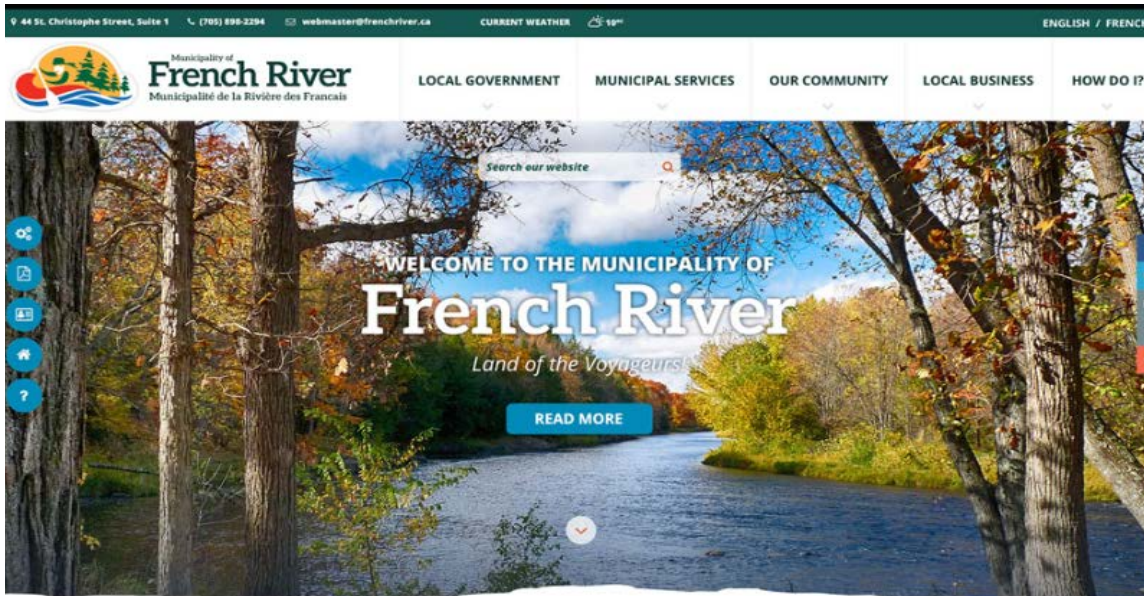 44 St. Christophe Street, Suite 1 (705) 898-2294 webmaster@frenchriver.ca CURRENT WEATHER 10°C ENGLISH / FRENCH
Municipality of
French River
Municipalité de la Rivière des Francais
LOCAL GOVERNMENT MUNICIPAL SERVICES OUR COMMUNITY LOCAL BUSINESS HOW DO I?
Search our website
WELCOME TO THE MUNICIPALITY OF
French River
Land of the Voyageurs!
READ MORE
?